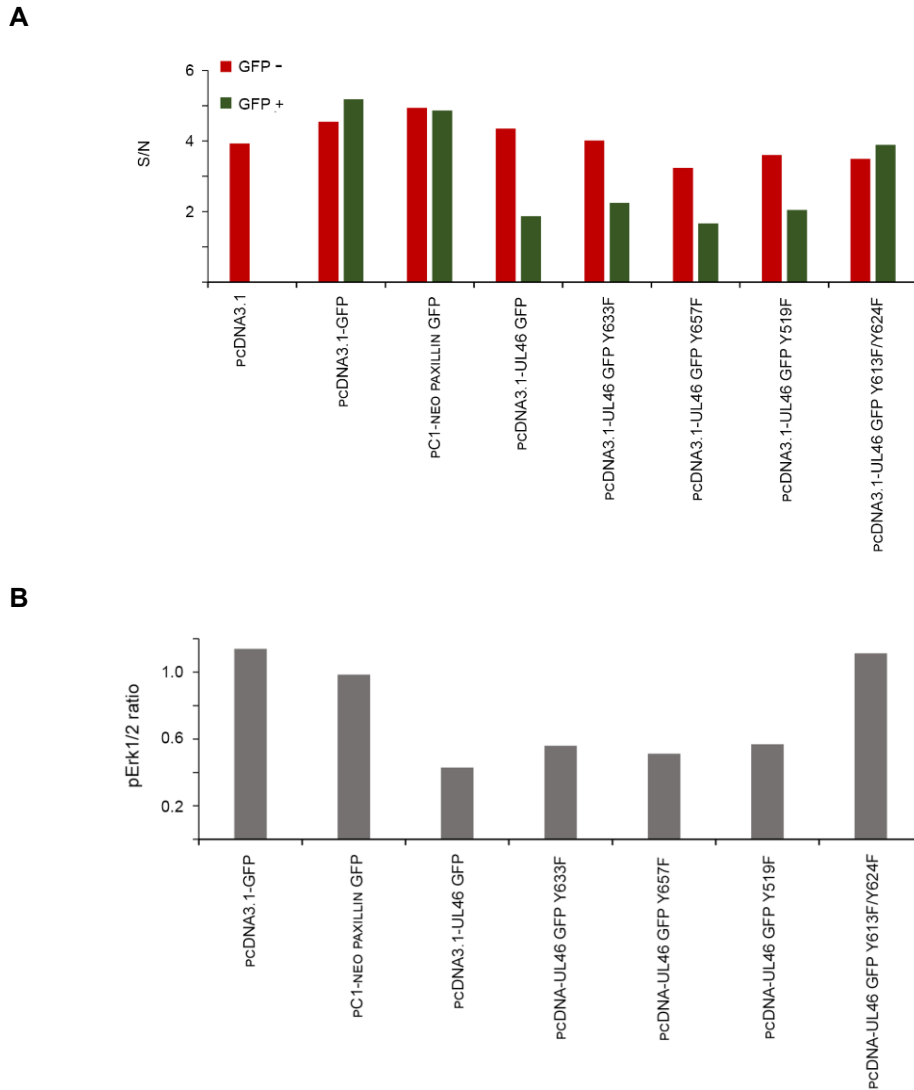 A
GFP -
GFP +
6
4
2
S/N
pcDNA3.1
pcDNA3.1-GFP
pC1-NEO PAXILLIN GFP
pcDNA3.1-UL46 GFP
pcDNA3.1-UL46 GFP Y633F
pcDNA3.1-UL46 GFP Y657F
pcDNA3.1-UL46 GFP Y519F
pcDNA3.1-UL46 GFP Y613F/Y624F
B
1.0
0.6
0.2
pErk1/2 ratio
pcDNA3.1-GFP
pC1-NEO PAXILLIN GFP
pcDNA3.1-UL46 GFP
pcDNA-UL46 GFP Y633F
pcDNA-UL46 GFP Y657F
pcDNA-UL46 GFP Y519F
pcDNA-UL46 GFP Y613F/Y624F